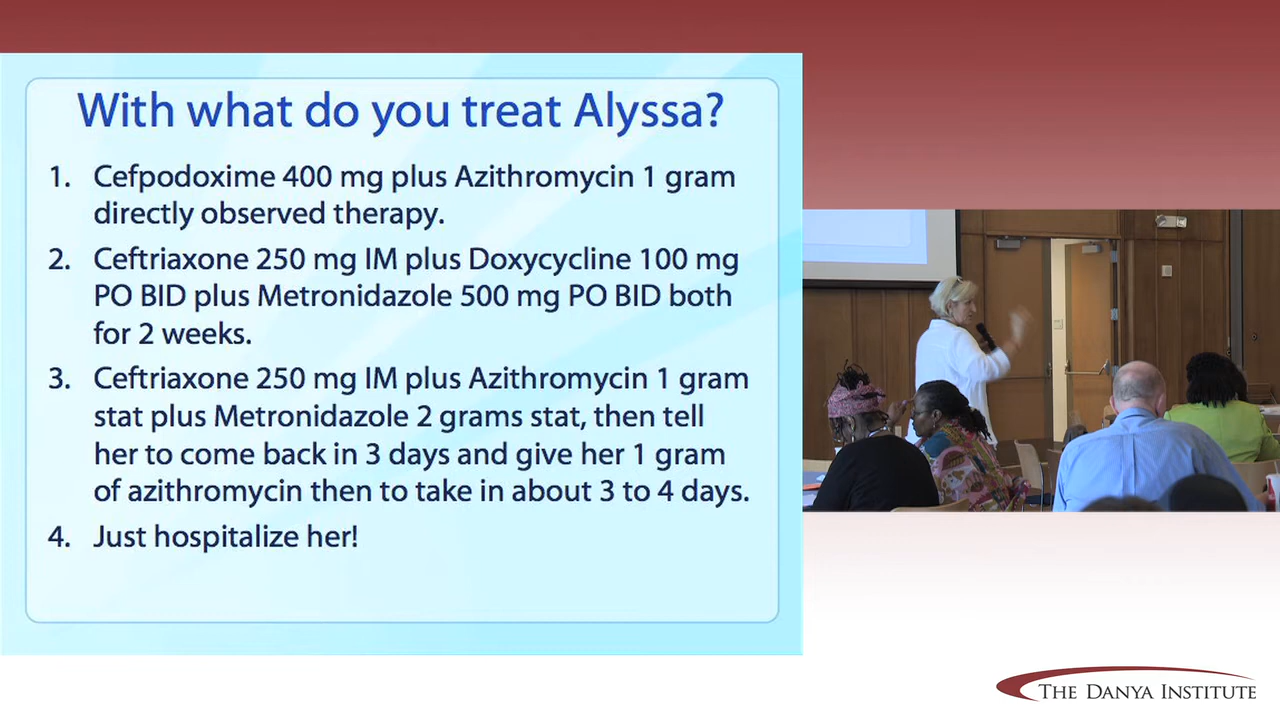 With what do you treat Alyssa?
1. Cefpodoxime 400 mg plus Azithromycin 1 gram
directly observed therapy.
2. Ceftriaxone 250 mg IM plus Doxycycline 100 mg
PO BID plus Metronidazole 500 mg PO BID both
for 2 weeks.
3. Ceftriaxone 250 mg IM plus Azithromycin 1 gram
stat plus Metronidazole 2 grams stat, then tell
her to come back in 3 days and give her 1 gram
of azithromycin then to take in about 3 to 4 days.
4. Just hospitalize her!
THE DANYA INSTITUTE